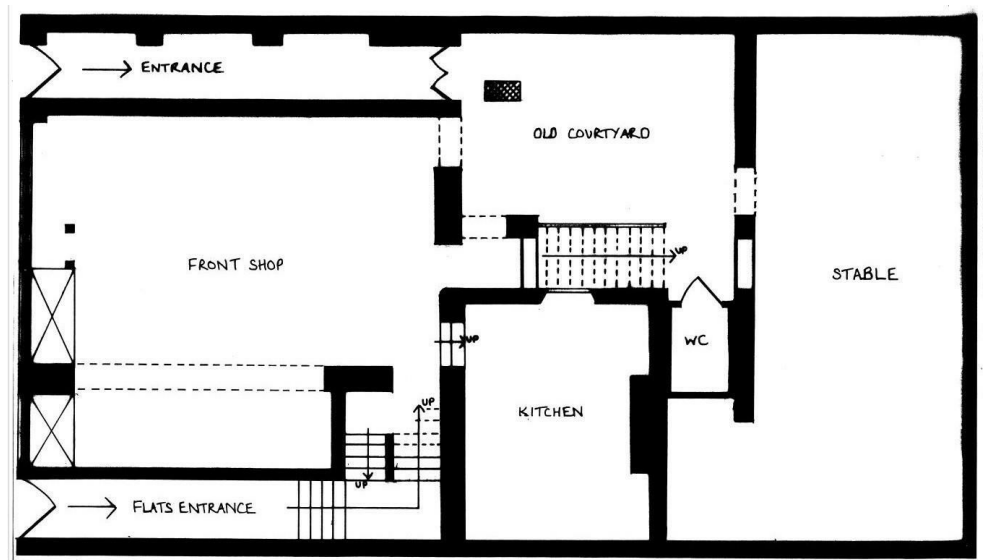 ENTRANCE
OLD COURTYARD
UP
FRONT SHOP
STABLE
UP
WC
KITCHEN
UP
UP
FLATS ENTRANCE